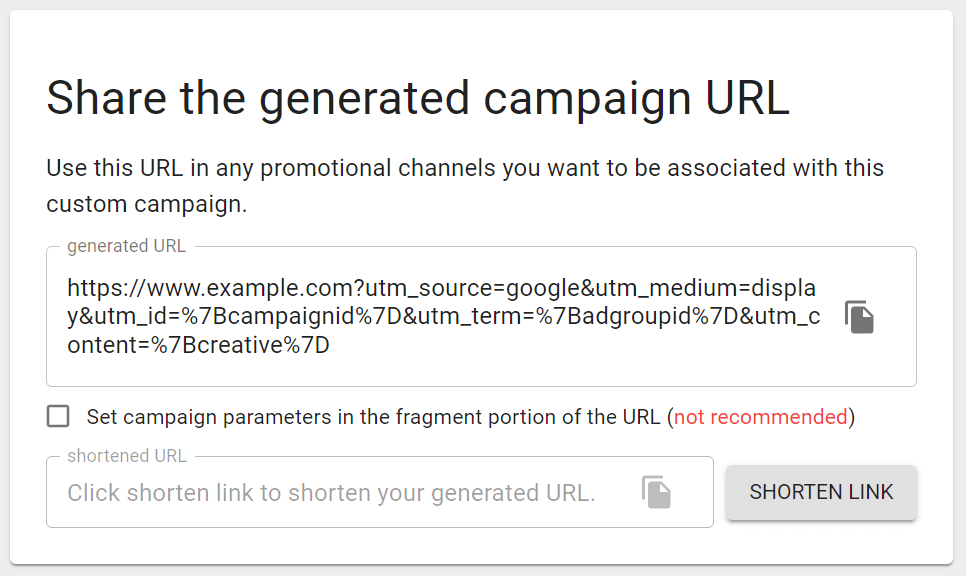 Share the generated campaign URL
Use this URL in any promotional channels you want to be associated with this
custom campaign.
generated URL
https://www.example.com?utm_source=google&utm_medium=displa
y&utm_id=%7Bcampaignid%7D&utm_term=%7Badgroupid%7D&utm_c
ontent=%7Bcreative%7D
Set campaign parameters in the fragment portion of the URL (not recommended)
shortened URL
Click shorten link to shorten your generated URL.
SHORTEN LINK